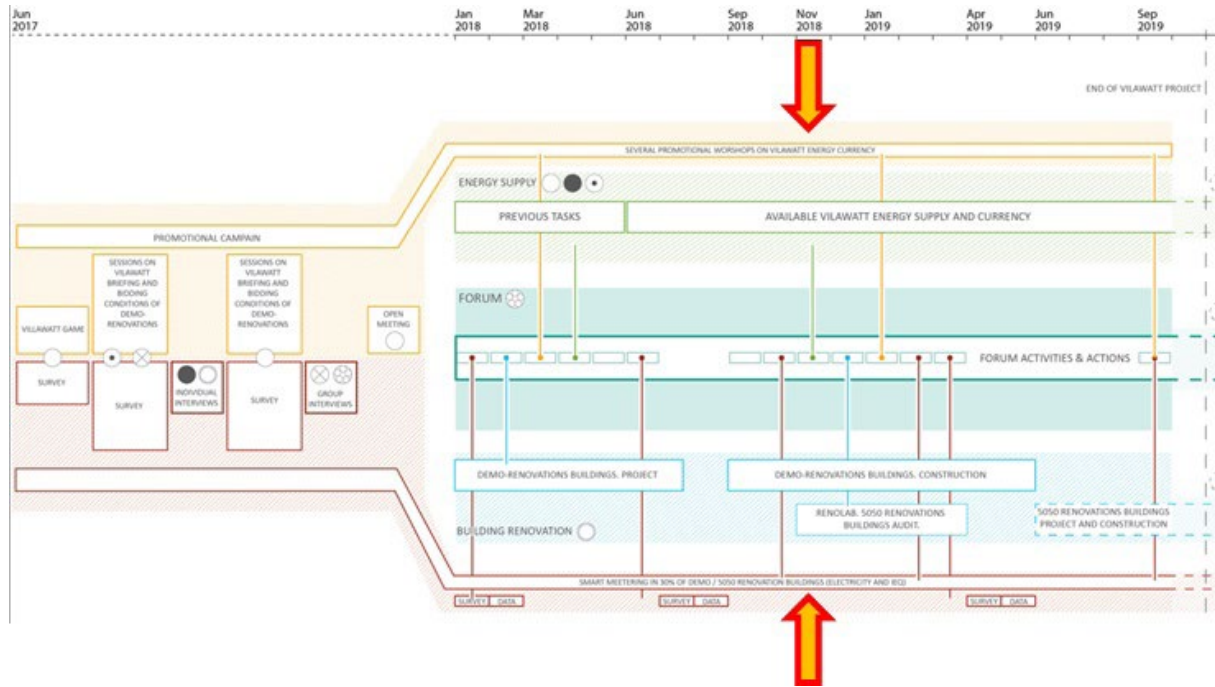 Jun Jan Mar Jun Sep Nov Jan Apr Jun Sep
2017 2018 2018 2018 2018 2018 2019 2019 2019 2019
END OF VILAWATT PROJECT
SEVERAL PROMOTIONAL WORSHOPS ON VILAWATT ENERGY CURRENCY
ENERGY SUPPLY
PREVIOUS TASKS
AVAILABLE VILAWATT ENERGY SUPPLY AND CURRENCY
PROMOTIONAL CAMPAIN
SESSIONS ON
VILAWATT
BRIEFING AND
BIDDING
CONDITIONS OF
DEMO-
RENOVATIONS
SESSIONS ON
VILAWATT
BRIEFING AND
BIDDING
CONDITIONS OF
DEMO-
RENOVATIONS
VILLAWATT GAME
OPEN
MEETING
FORUM
FORUM ACTIVITIES & ACTIONS
SURVEY
SURVEY
INDIVIDUAL
INTERVIEWS
SURVEY
GROUP
INTERVIEWS
DEMO-RENOVATIONS BUILDINGS. PROJECT
DEMO-RENOVATIONS BUILDINGS. CONSTRUCTION
RENOLAB. 5050 RENOVATIONS
BUILDINGS AUDIT.
5050 RENOVATIONS BUILDINGS
PROJECT AND CONSTRUCTION
BUILDING RENOVATION
SMART MEETERING IN 30% OF DEMO / 5050 RENOVATION BUILDINGS (ELECTRICITY AND IEQ)
SURVEY DATA
SURVEY DATA
SURVEY DATA